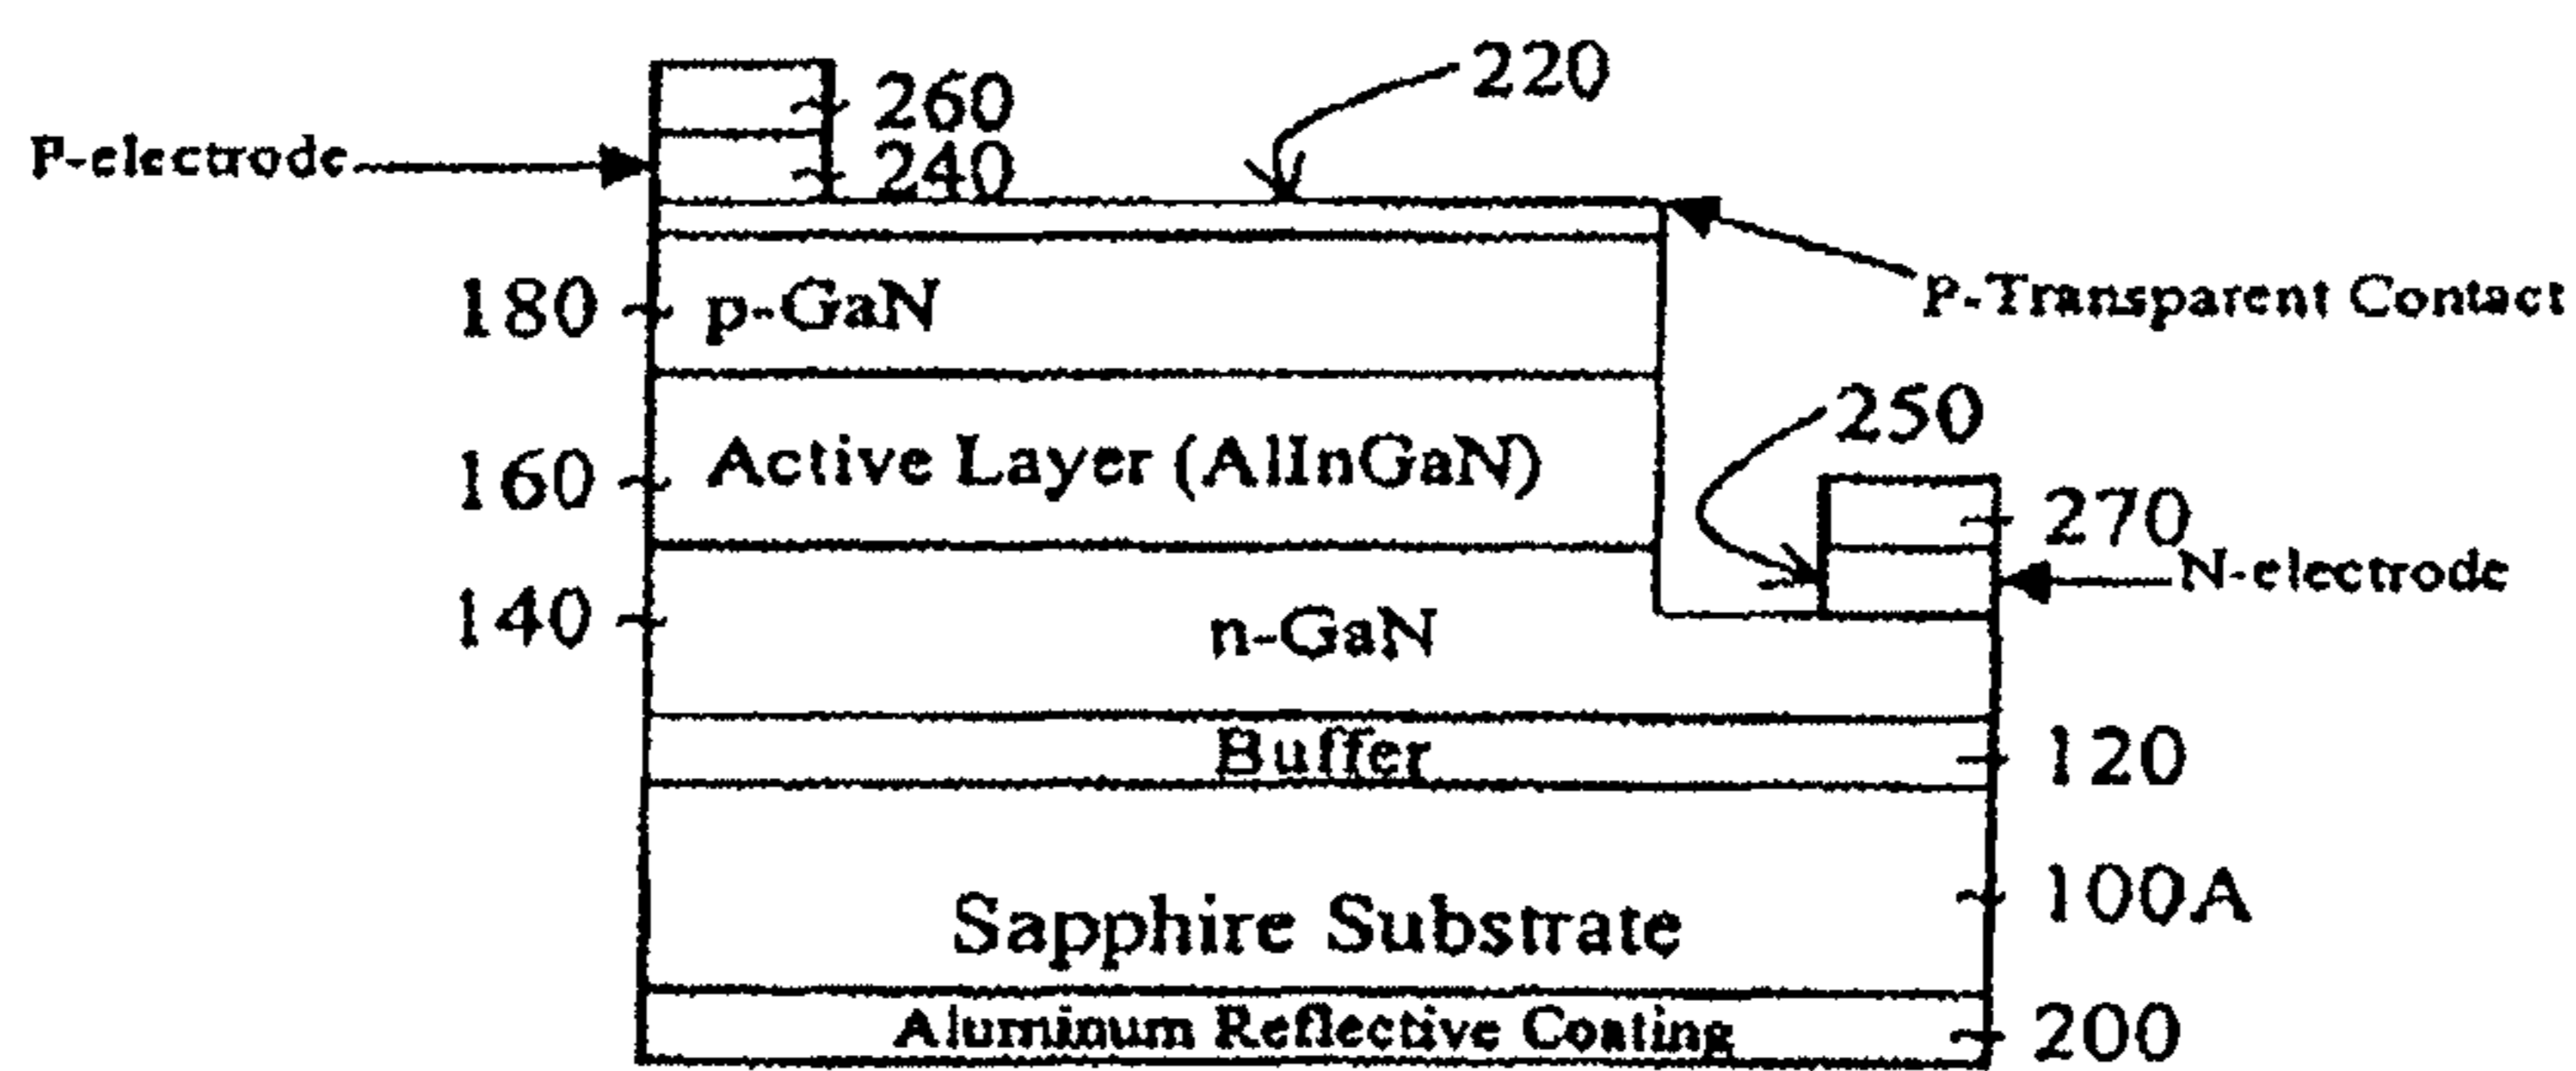 220
260
P-electrode
240
180
p-GaN
P-Transparent Contact
250
160
Active Layer (AlInGaN)
270
N-electrode
140
n-GaN
Buffer
120
100A
Sapphire Substrate
Aluminum Reflective Coating
200